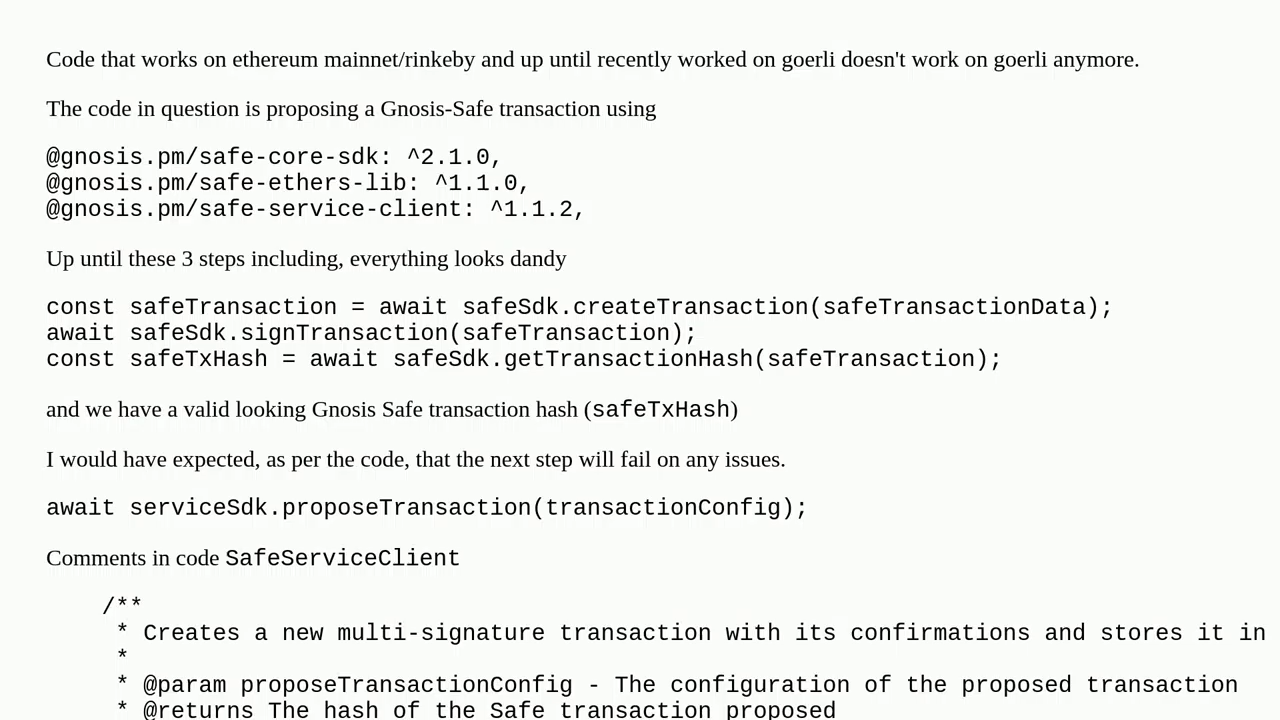 Code that works on ethereum mainnet/rinkeby and up until recently worked on goerli doesn't work on goerli anymore.
The code in question is proposing a Gnosis-Safe transaction using
@gnosis.pm/safe-core-sdk: ^2.1.0,
@gnosis.pm/safe-ethers-lib: ^1.1.0,
@gnosis.pm/safe-service-client: ^1.1.2,
Up until these 3 steps including, everything looks dandy
const safeTransaction = await safeSdk.createTransaction(safeTransactionData);
await safeSdk.signTransaction(safeTransaction);
const safeTxHash = await safeSdk.getTransactionHash(safeTransaction);
and we have a valid looking Gnosis Safe transaction hash (safeTxHash)
I would have expected, as per the code, that the next step will fail on any issues.
await serviceSdk.proposeTransaction(transactionConfig);
Comments in code SafeServiceClient
/**
* Creates a new multi-signature transaction with its confirmations and stores it in
*
* @param proposeTransactionConfig - The configuration of the proposed transaction
* @returns The hash of the Safe transaction proposed